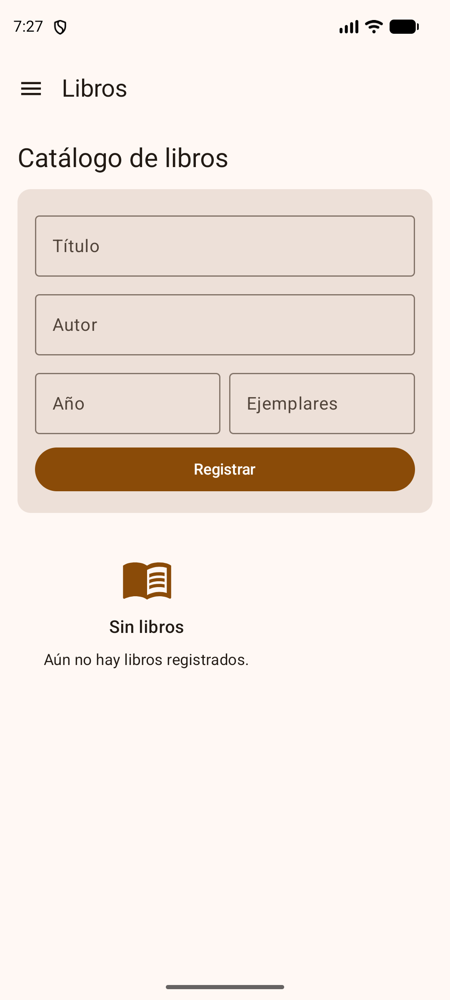 7:27
Libros
Catálogo de libros
Título
Autor
Año Ejemplares
Registrar
Sin libros
Aún no hay libros registrados.